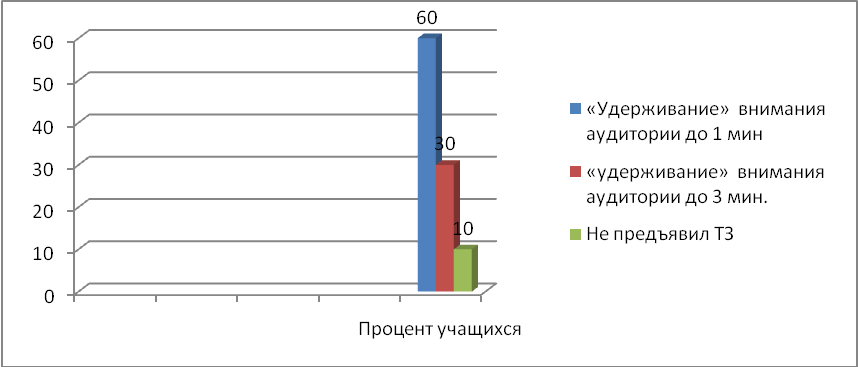 60
60
50
40
30
20
10
0
30
10
Процент учащихся
«Удерживание» внимания
аудитории до 1 мин
«удерживание» внимания
аудитории до 3 мин.
Не предъявил ТЗ